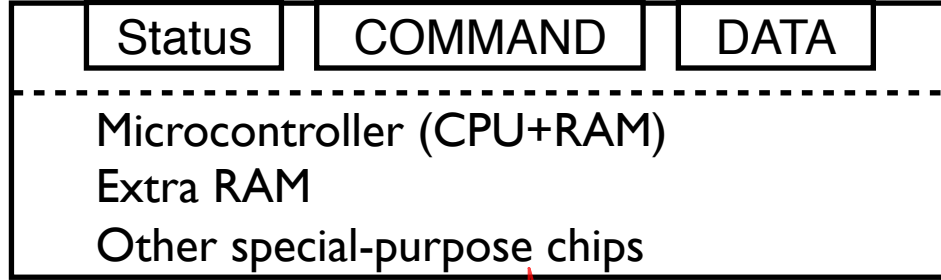 Status COMMAND DATA
Microcontroller (CPU+RAM)
Extra RAM
Other special-purpose chips